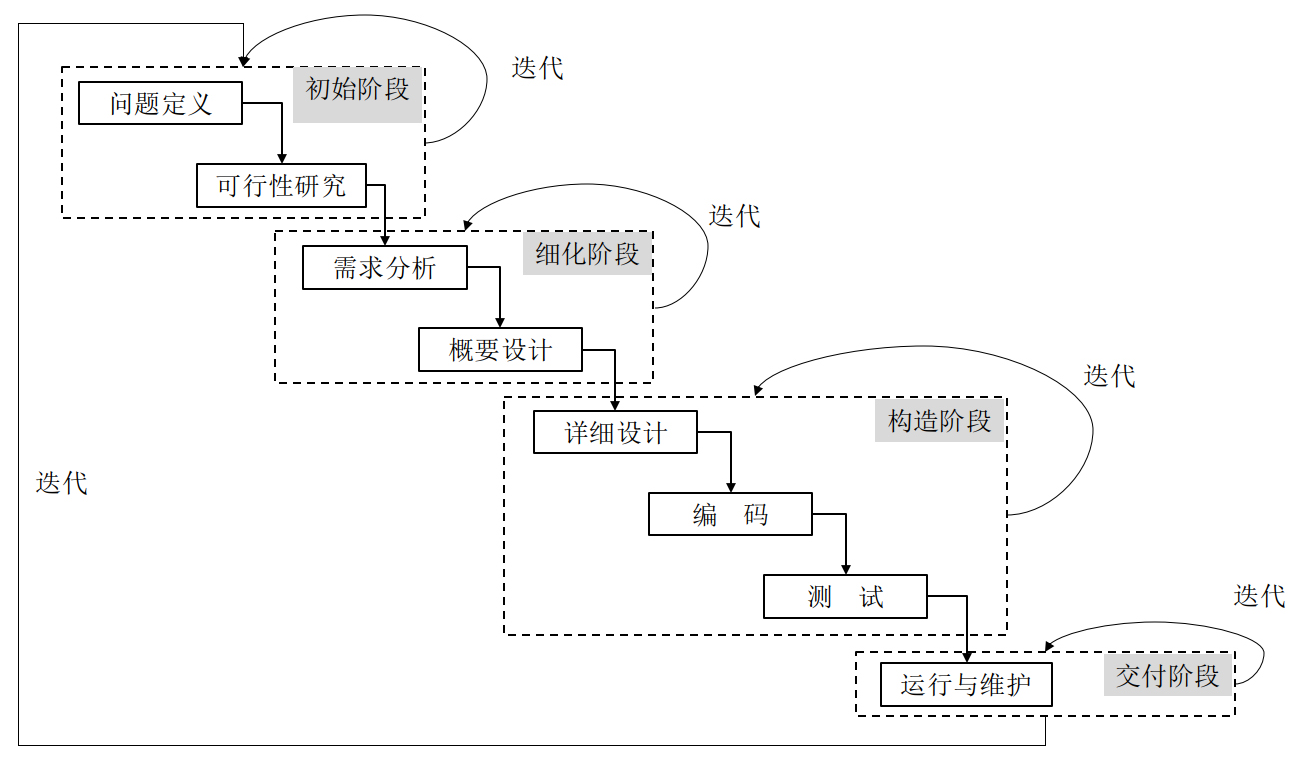 迭代
初始阶段
问题定义
可行性研究
迭代
细化阶段
需求分析
概要设计
迭代
构造阶段
详细设计
迭代
编 码
测 试
迭代
交付阶段
运行与维护